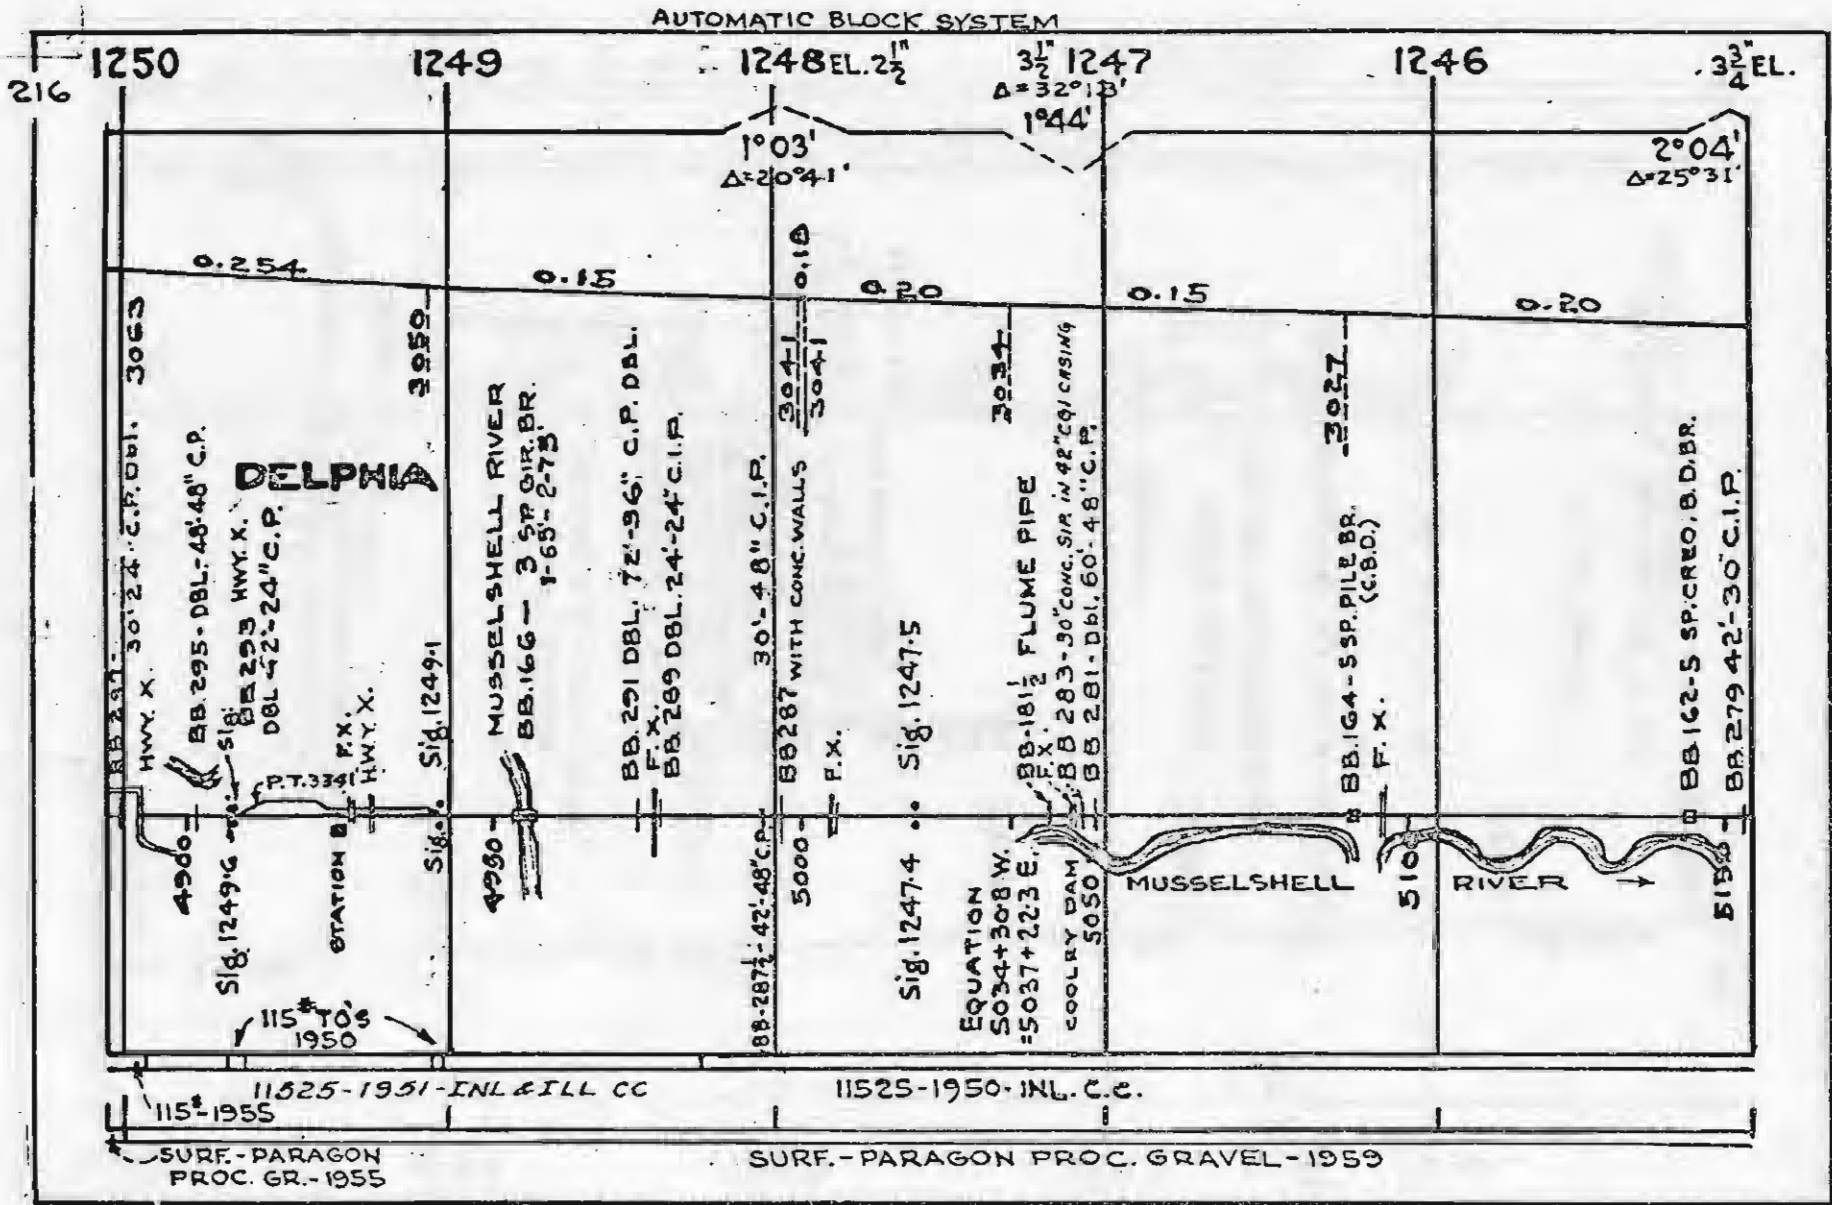 AUTOMATIC BLOCK SYSTEM
216
1250
1249
1248 EL. 2½"
3½" 1247
1246
3¾" EL.
Δ=32°13'
1°44'
1°03'
Δ=20°41'
2°04'
Δ=25°31'
0.254
0.15
0.18
0.20
0.15
0.20
BB 297-
30'24" C.P. Dbl. 3063
HWY. X.
BB. 295-DBL.-48'-48" C.P.
Sig.
BB 293 HWY. X.
DBL 42'-24" C.P.
DELPHIA
3050
P.T. 3341
F.X.
HWY. X.
Sig. 1249.1
MUSSELSHELL RIVER
BB.166 - 3 SP. GIR. BR.
1-65'-2-75'
BB. 291 DBL. 72'-96" C.P. DBL.
F.X.
BB. 289 DBL. 24'-24" C.I.P.
30'-48" C.I.P.
BB 287 WITH CONC. WALLS
3041
3041
F.X.
Sig. 1247.5
3034
BB-181½ FLUME PIPE
F.X.
BB 283-30" CONC. SIP. IN 42" CGI CASING
BB 281-Dbl. 60'-48" C.P.
3027
BB.164-5 SP. PILE BR.
(C.B.D.)
F.X.
BB 162-5 SP. CREO. B.D. BR.
BB.279 42'-30" C.I.P.
4900
Sig. 1249.6
STATION
Sig.
4950
BB-287½-42'-48" C.P.
5000
Sig. 1247.4
EQUATION
5034+30.8 W.
=5037+22.3 E.
COOLRY DAM
5050
MUSSELSHELL RIVER
510
515
115# TO'S
1950
11525-1951-INL & ILL CC
11525-1950-INL. C.C.
115#-1955
SURF.-PARAGON
PROC. GR.-1955
SURF.-PARAGON PROC. GRAVEL-1959